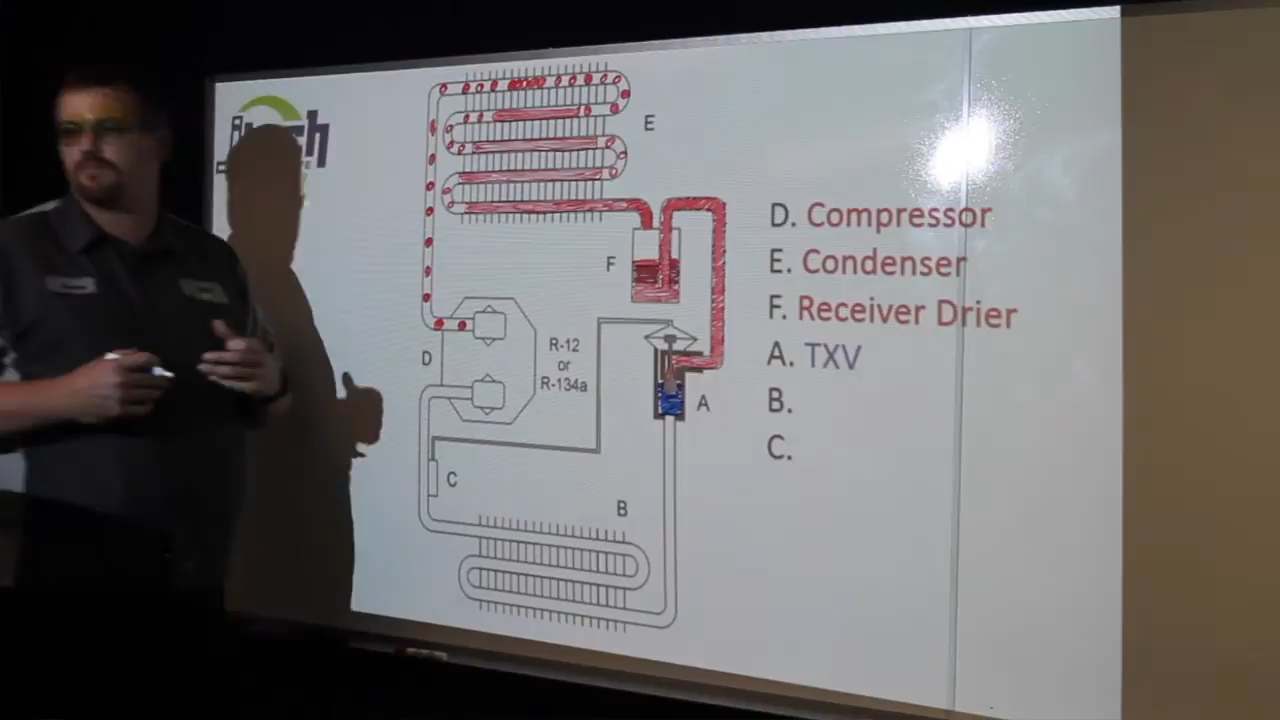 E
F
D. Compressor
E. Condenser
F. Receiver Drier
A. TXV
B.
C.
D
R-12
or
R-134a
A
C
B